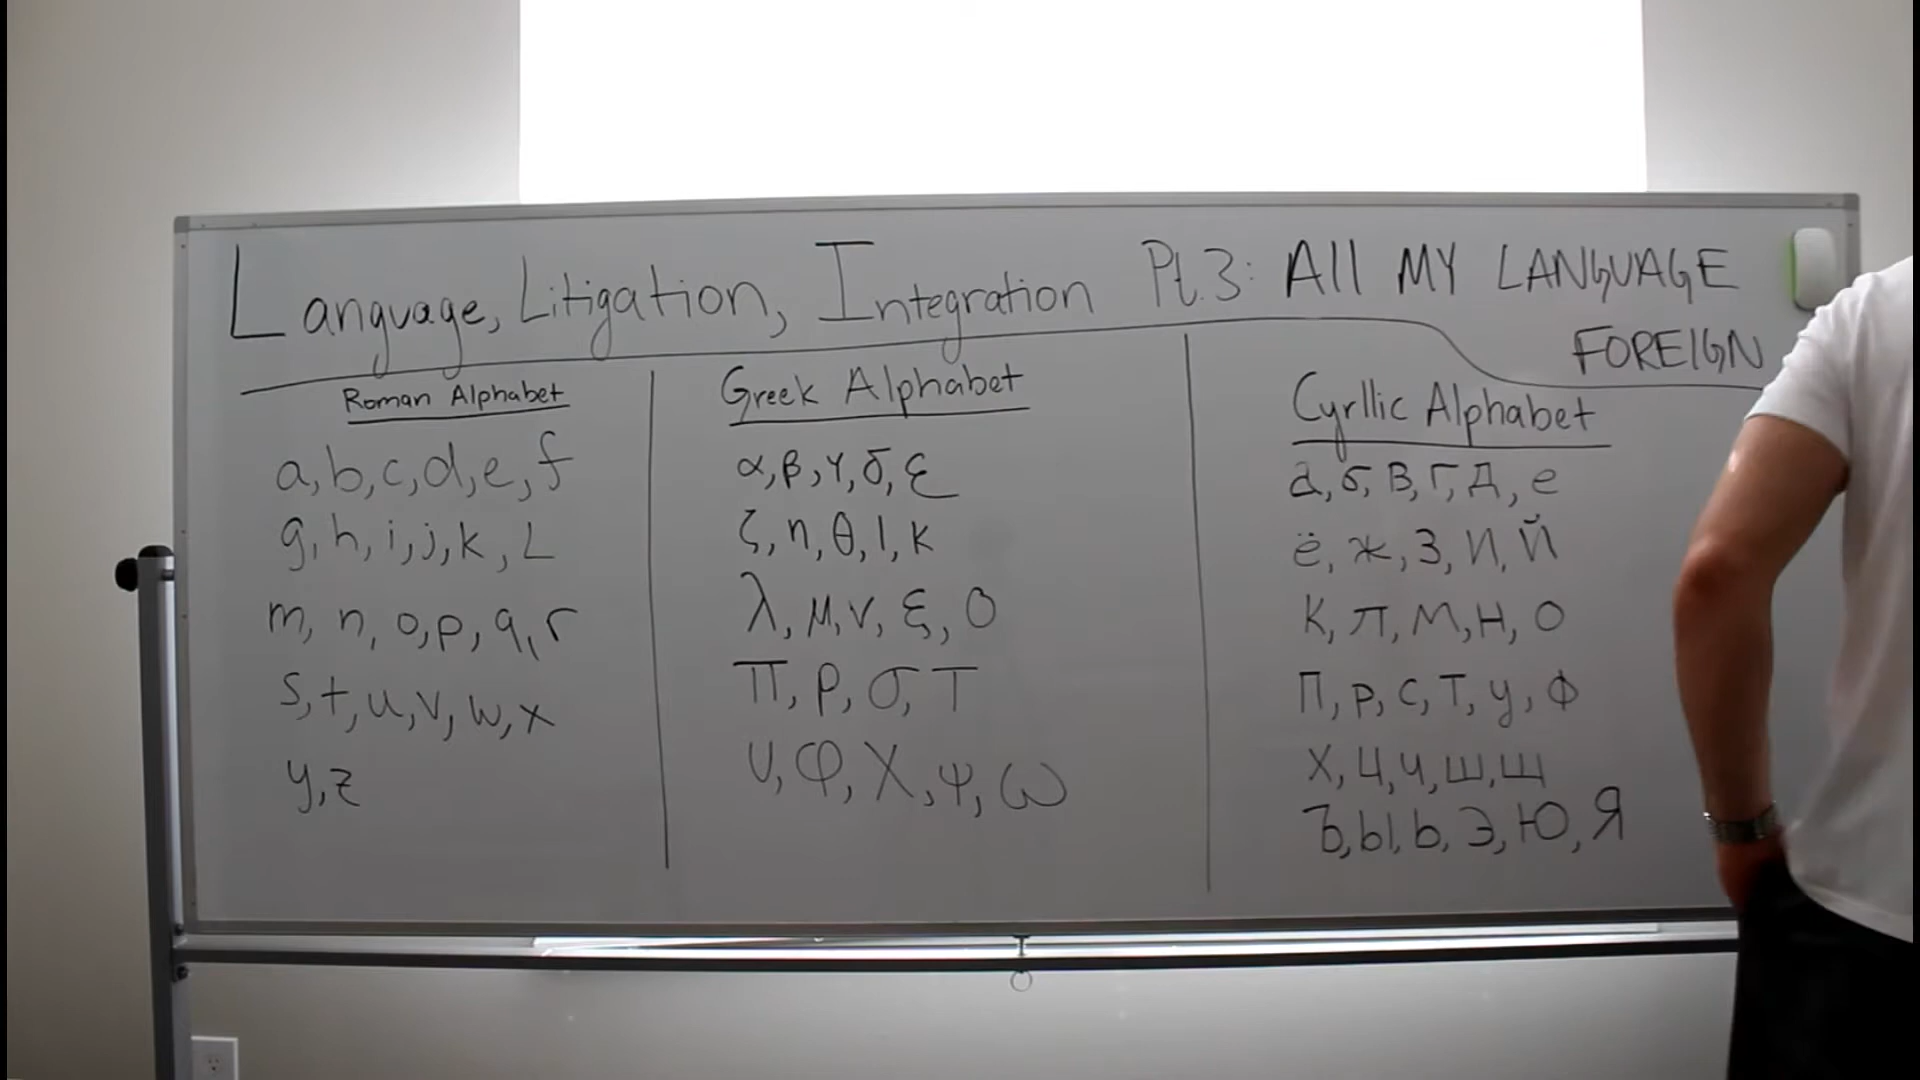 Language, Litigation, Integration Pt.3: All MY LANGUAGE
FOREIGN
Roman Alphabet
a, b, c, d, e, f
g, h, i, j, k, L
m, n, o, p, q, r
s, t, u, v, w, x
y, z
Greek Alphabet
α, β, γ, δ, ε
ζ, η, θ, ι, κ
λ, μ, ν, ξ, ο
π, ρ, σ, τ
υ, φ, χ, ψ, ω
Cyrllic Alphabet
а, б, в, г, д, е
ё, ж, з, и, й
к, л, м, н, о
п, р, с, т, у, ф
х, ц, ч, ш, щ
ъ, ы, ь, э, ю, я